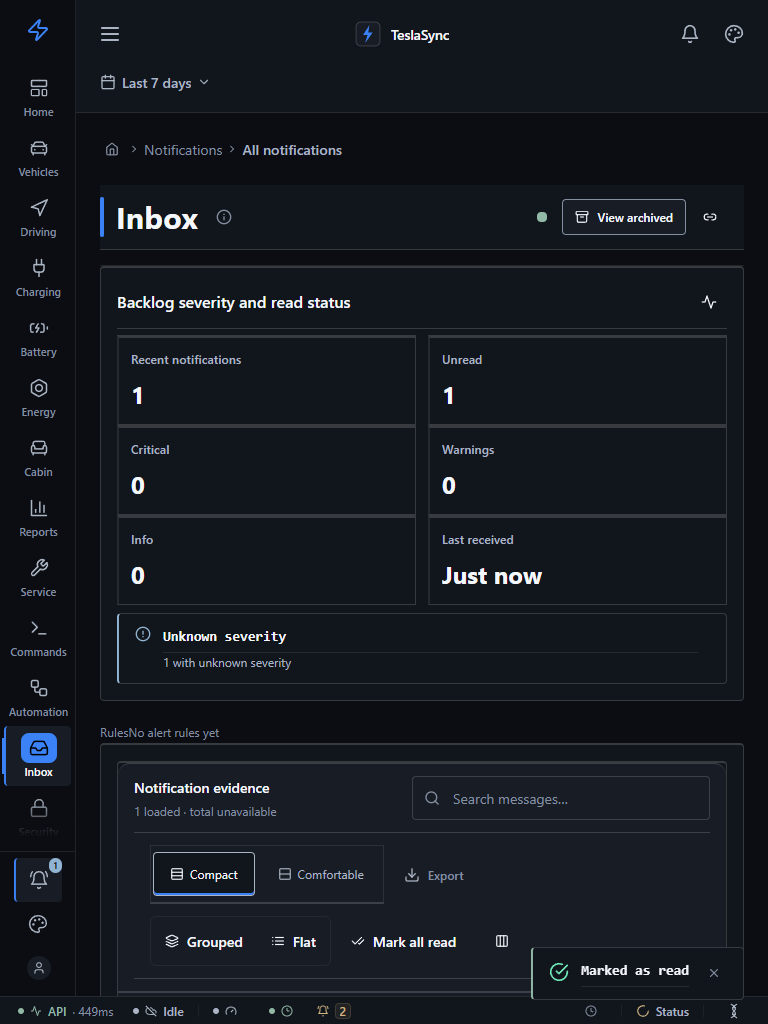 TeslaSync
Last 7 days
Home
Vehicles
Driving
Charging
Battery
Energy
Cabin
Reports
Service
Commands
Automation
Inbox
Security
1
Notifications > All notifications
Inbox
View archived
Backlog severity and read status
Recent notifications
1
Unread
1
Critical
0
Warnings
0
Info
0
Last received
Just now
Unknown severity
1 with unknown severity
RulesNo alert rules yet
Notification evidence
1 loaded · total unavailable
Search messages...
Compact
Comfortable
Export
Grouped
Flat
Mark all read
Marked as read
API · 449ms
Idle
2
Status